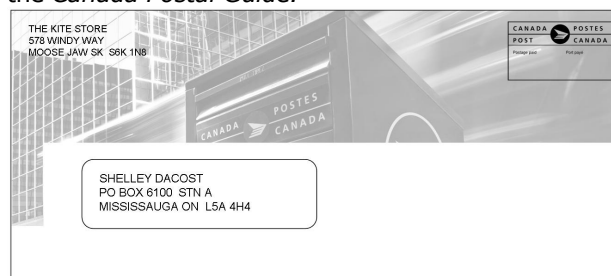 the Canada Postal Guide.
THE KITE STORE
578 WINDY WAY
MOOSE JAW SK  S6K 1N8
CANADA POSTES
POST CANADA
Postage paid Port payé
CANADA POSTES
CANADA
SHELLEY DACOST
PO BOX 6100  STN A
MISSISSAUGA ON  L5A 4H4